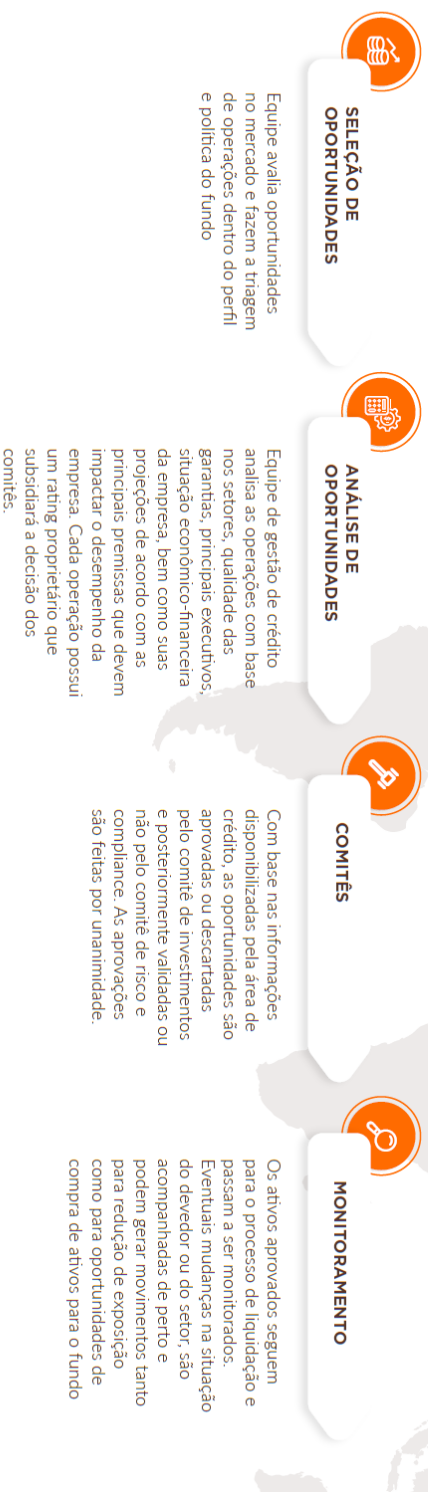 SELEÇÃO DE
OPORTUNIDADES
Equipe avalia oportunidades
no mercado e fazem a triagem
de operações dentro do perfil
e política do fundo
ANÁLISE DE
OPORTUNIDADES
Equipe de gestão de crédito
analisa as operações com base
nos setores, qualidade das
garantias, principais executivos,
situação econômico-financeira
da empresa, bem como suas
projeções de acordo com as
principais premissas que devem
impactar o desempenho da
empresa. Cada operação possui
um rating proprietário que
subsidiará a decisão dos
comitês.
COMITÊS
Com base nas informações
disponibilizadas pela área de
crédito, as oportunidades são
aprovadas ou descartadas
pelo comitê de investimentos
e posteriormente validadas ou
não pelo comitê de risco e
compliance. As aprovações
são feitas por unanimidade.
MONITORAMENTO
Os ativos aprovados seguem
para o processo de liquidação e
passam a ser monitorados.
Eventuais mudanças na situação
do devedor ou do setor, são
acompanhadas de perto e
podem gerar movimentos tanto
para redução de exposição
como para oportunidades de
compra de ativos para o fundo